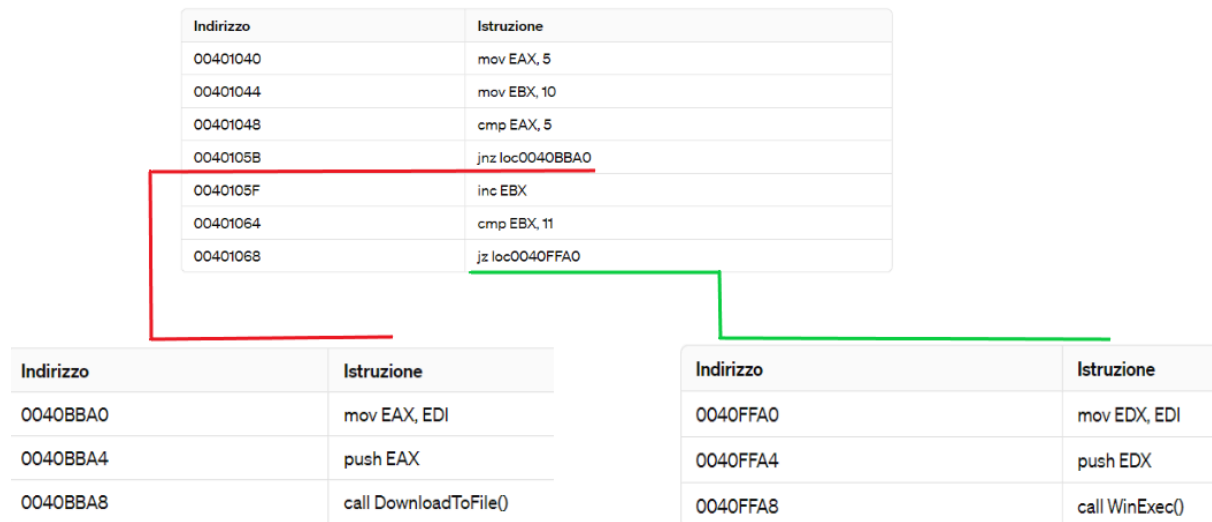 Indirizzo Istruzione
00401040 mov EAX, 5
00401044 mov EBX, 10
00401048 cmp EAX, 5
0040105B jnz loc0040BBA0
0040105F inc EBX
00401064 cmp EBX, 11
00401068 jz loc0040FFA0
Indirizzo Istruzione
0040BBA0 mov EAX, EDI
0040BBA4 push EAX
0040BBA8 call DownloadToFile()
Indirizzo Istruzione
0040FFA0 mov EDX, EDI
0040FFA4 push EDX
0040FFA8 call WinExec()